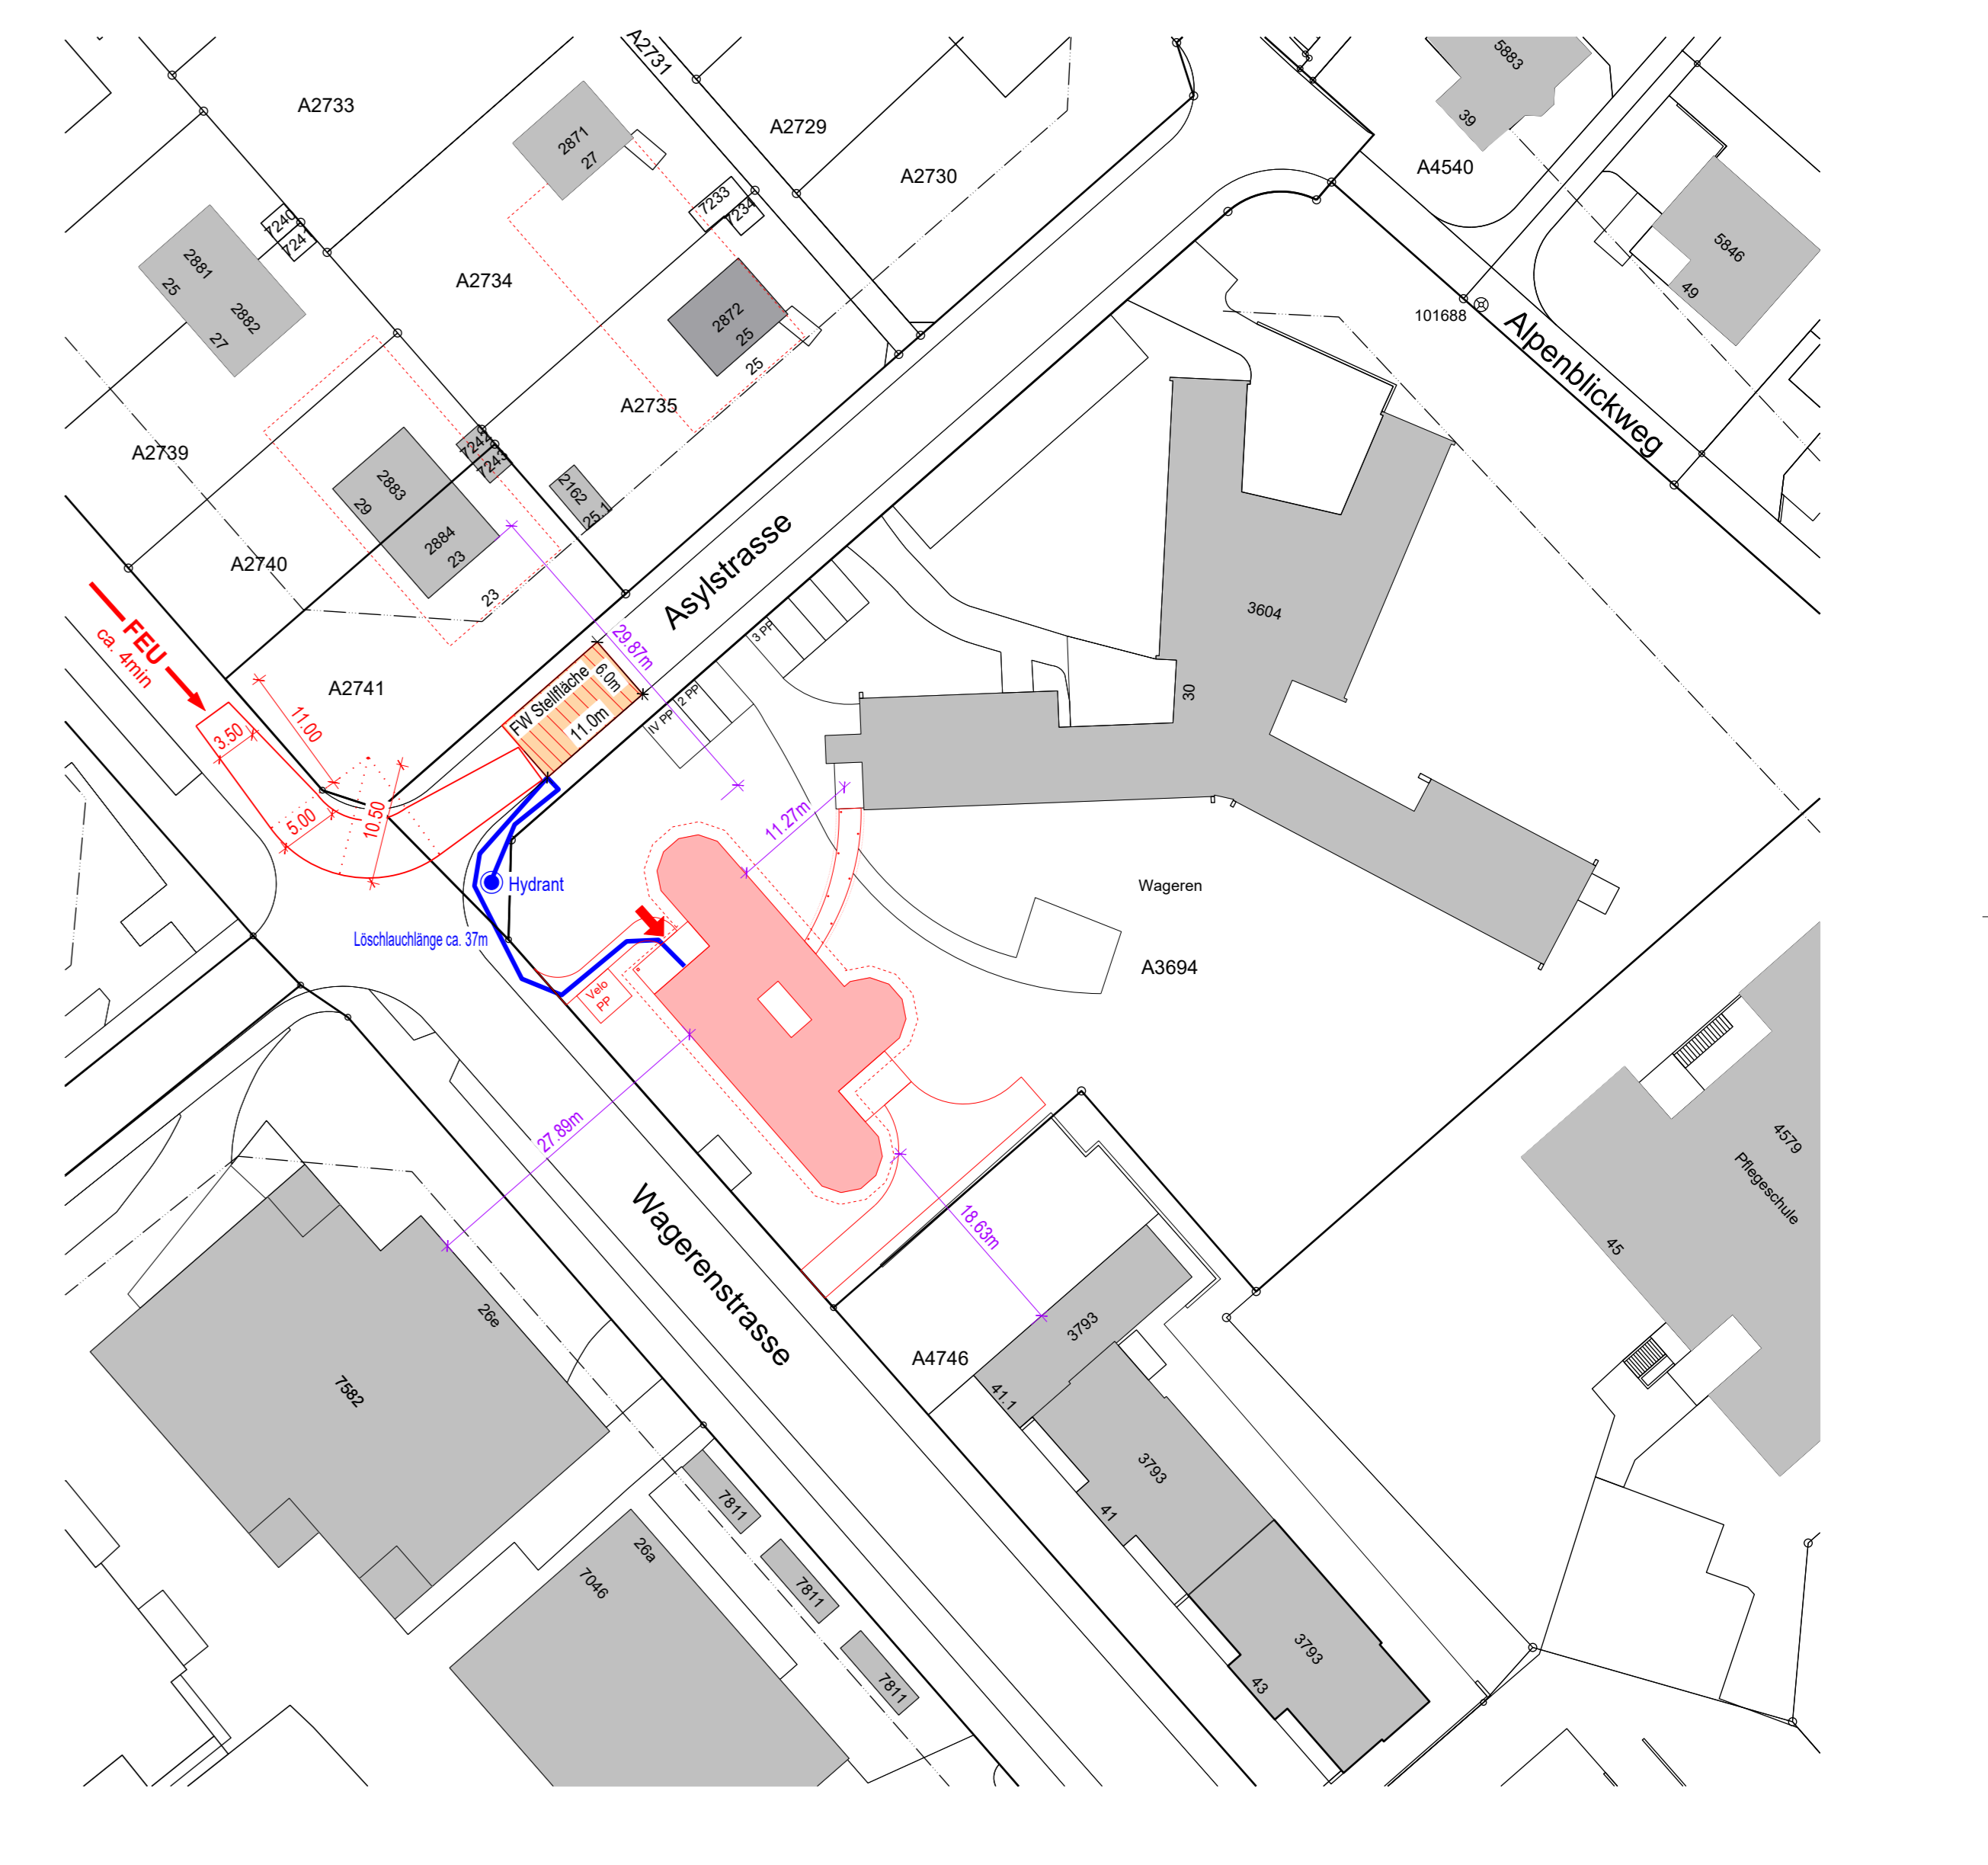 A2731
5883
39
A2733
2871
27
A2729
A2730
A4540
7233
7234
7240
7241
5846
49
2881
25
2882
27
A2734
2872
25
25
101688
Alpenblickweg
A2735
A2739
7242
7243
2883
29
2162
25.1
2884
23
A2740
23
Asylstrasse
3604
30
FEU
ca. 4min
29.87m
3 PP
2 PP
IV PP
FW Stellfläche
6.0m
11.0m
A2741
11.00
3.50
5.00
10.50
11.27m
Hydrant
Wageren
Löschlauchlänge ca. 37m
A3694
Velo
PP
27.89m
18.63m
4579
Pflegeschule
45
Wagerenstrasse
26e
7582
3793
A4746
41.1
3793
41
7811
26a
7046
7811
3793
43
7811